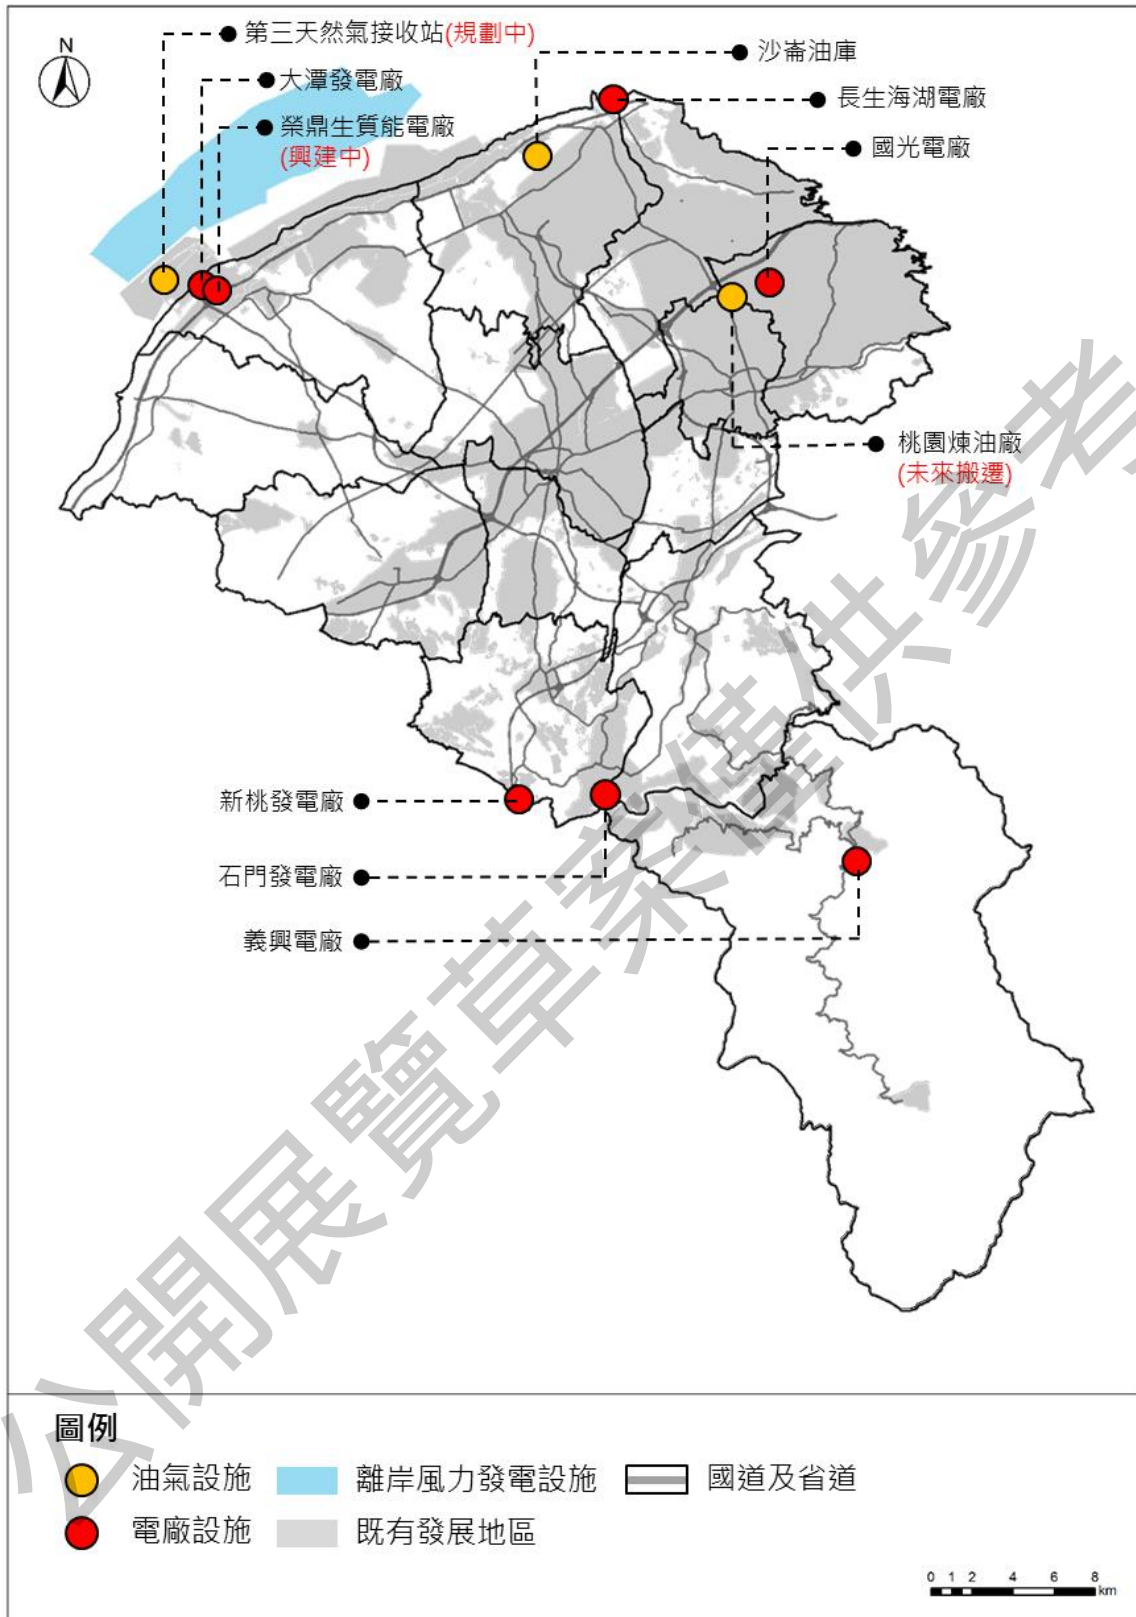 N
第三天然氣接收站(規劃中)
大潭發電廠
榮鼎生質能電廠
(興建中)
沙崙油庫
長生海湖電廠
國光電廠
桃園煉油廠
(未來搬遷)
新桃發電廠
石門發電廠
義興電廠
公開展覽草案僅供參考
圖例
油氣設施
離岸風力發電設施
國道及省道
電廠設施
既有發展地區
0 1 2 4 6 8
km